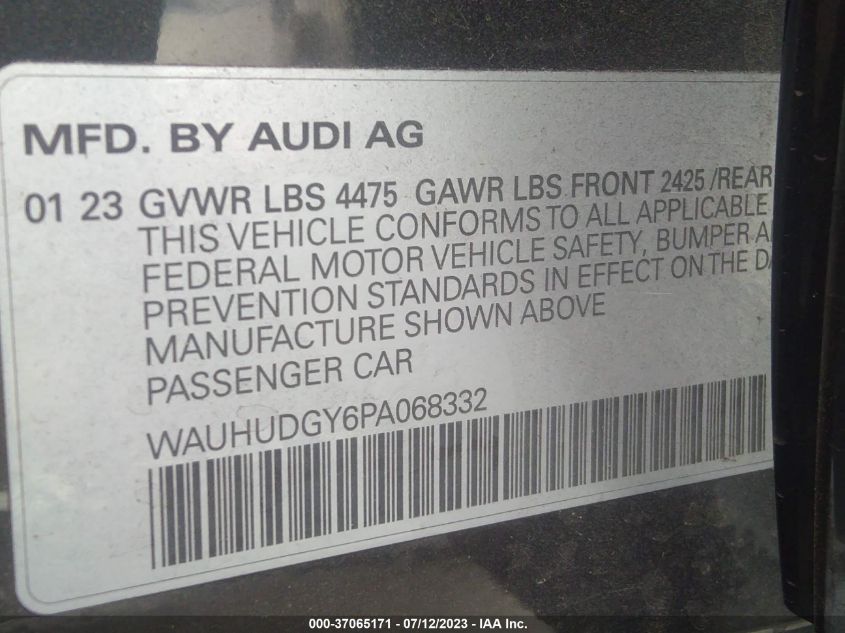 MFD. BY AUDI AG
01 23 GVWR LBS 4475 GAWR LBS FRONT 2425 /REAR
THIS VEHICLE CONFORMS TO ALL APPLICABLE
FEDERAL MOTOR VEHICLE SAFETY, BUMPER
PREVENTION STANDARDS IN EFFECT ON THE
MANUFACTURE SHOWN ABOVE
PASSENGER CAR
WAUHUDGY6PA068332
000-37065171 - 07/12/2023 - IAA Inc.